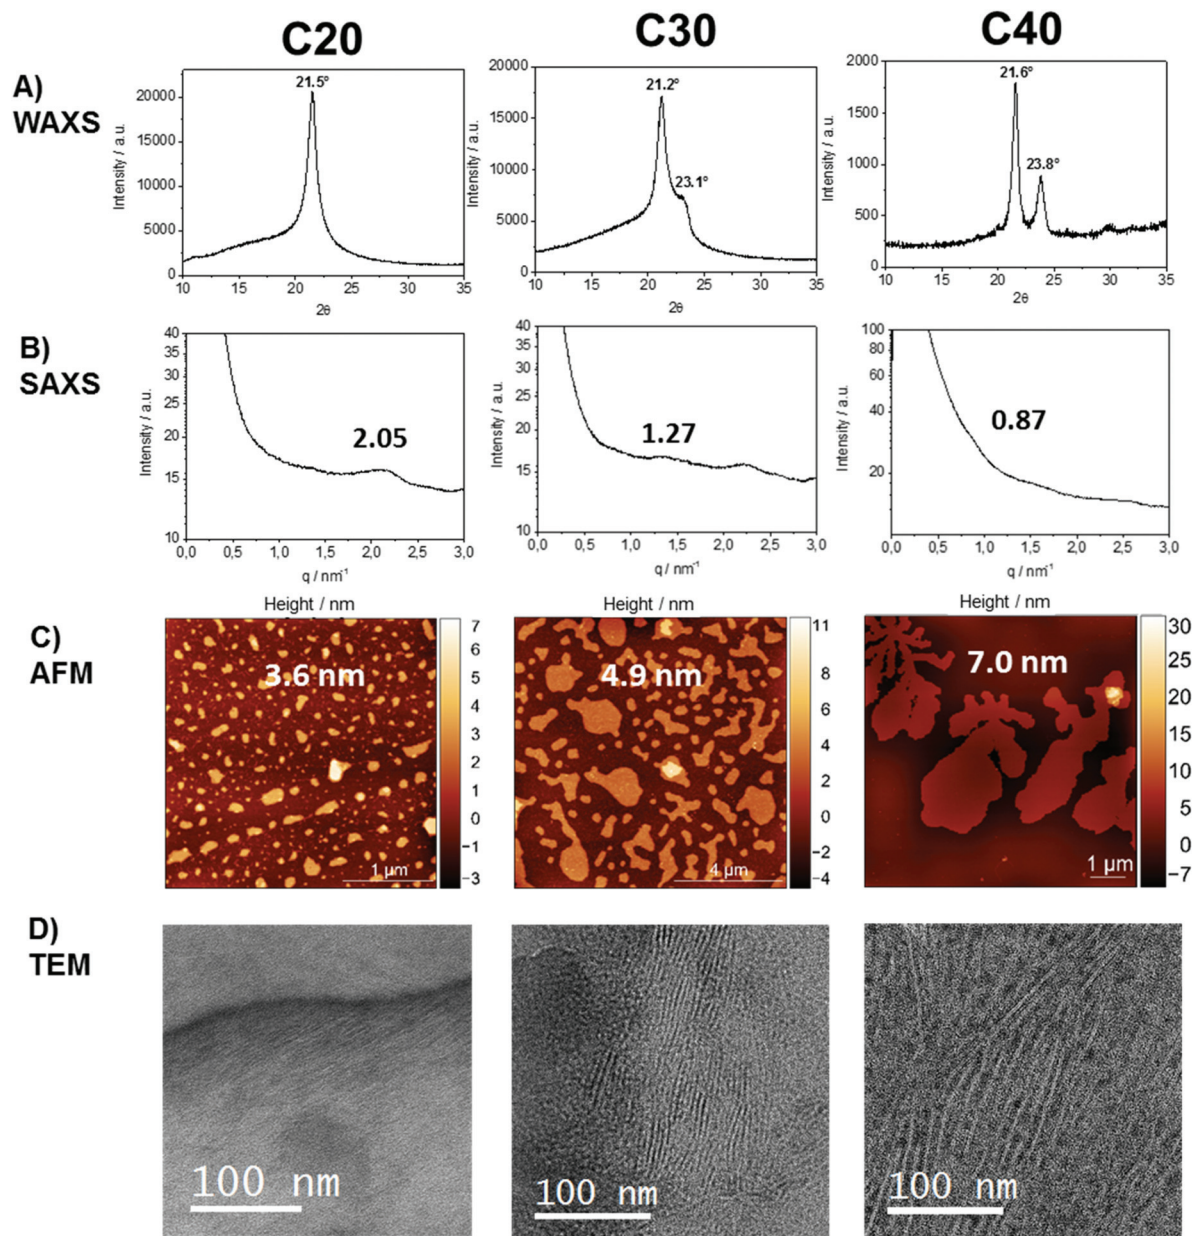 C20 C30 C40
A)
WAXS
21.5°
20000
15000
10000
5000
0
10 15 20 25 30 35
Intensity / a.u.
2θ
21.2°
23.1°
20000
15000
10000
5000
0
10 15 20 25 30 35
Intensity / a.u.
2θ
21.6°
23.8°
2000
1500
1000
500
0
10 15 20 25 30 35
Intensity / a.u.
2θ
B)
SAXS
2.05
40
35
30
25
20
15
10
0,0 0,5 1,0 1,5 2,0 2,5 3,0
Intensity / a.u.
q / nm⁻¹
1.27
40
35
30
25
20
15
10
0,0 0,5 1,0 1,5 2,0 2,5 3,0
Intensity / a.u.
q / nm⁻¹
0.87
100
80
60
40
20
0,0 0,5 1,0 1,5 2,0 2,5 3,0
Intensity / a.u.
q / nm⁻¹
C)
AFM
Height / nm
3.6 nm
7
6
5
4
3
2
1
0
−1
−3
1 µm
Height / nm
4.9 nm
11
8
6
4
2
0
−2
−4
4 µm
Height / nm
7.0 nm
30
25
20
15
10
5
0
−7
1 µm
D)
TEM
100 nm
100 nm
100 nm